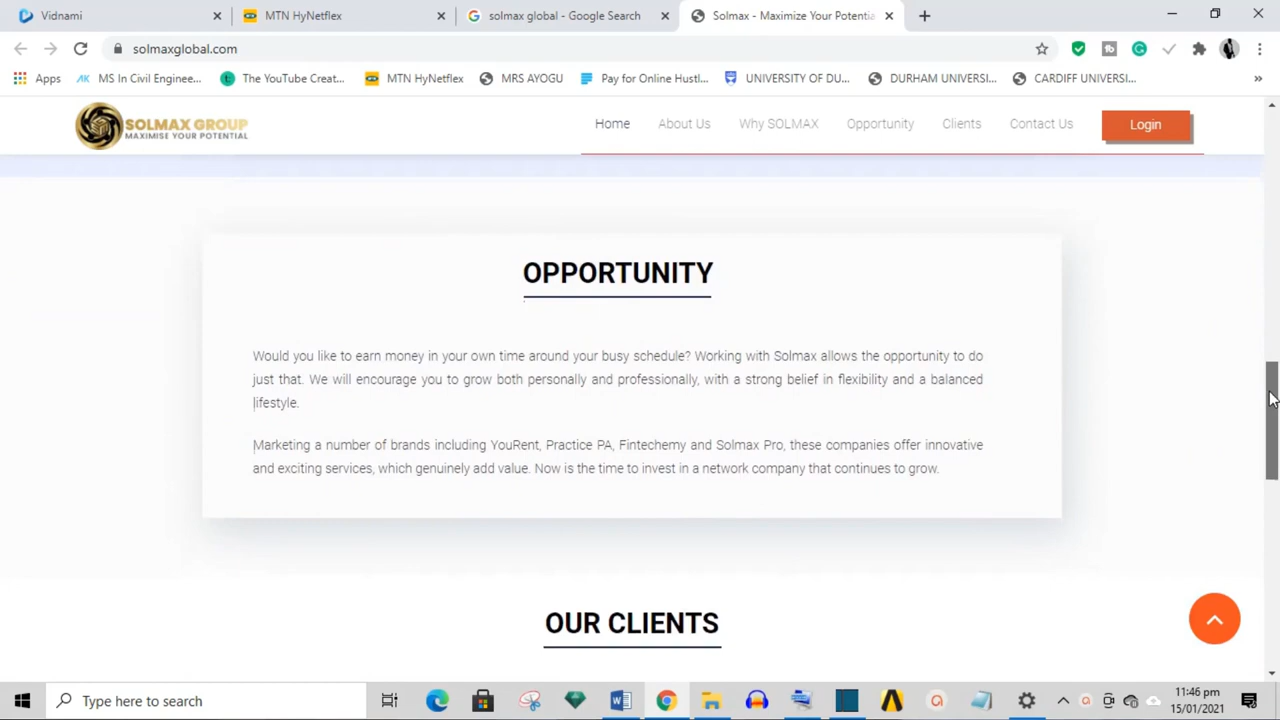 Vidnami
MTN HyNetflex
solmax global - Google Search
Solmax - Maximize Your Potentia
solmaxglobal.com
Apps
MS In Civil Enginee...
The YouTube Creat...
MTN HyNetflex
MRS AYOGU
Pay for Online Hustl...
UNIVERSITY OF DU...
DURHAM UNIVERSI...
CARDIFF UNIVERSI...
SOLMAX GROUP
MAXIMISE YOUR POTENTIAL
Home
About Us
Why SOLMAX
Opportunity
Clients
Contact Us
Login
OPPORTUNITY
Would you like to earn money in your own time around your busy schedule? Working with Solmax allows the opportunity to do
just that. We will encourage you to grow both personally and professionally, with a strong belief in flexibility and a balanced
lifestyle.
Marketing a number of brands including YouRent, Practice PA, Fintechemy and Solmax Pro, these companies offer innovative
and exciting services, which genuinely add value. Now is the time to invest in a network company that continues to grow.
OUR CLIENTS
Type here to search
11:46 pm
15/01/2021